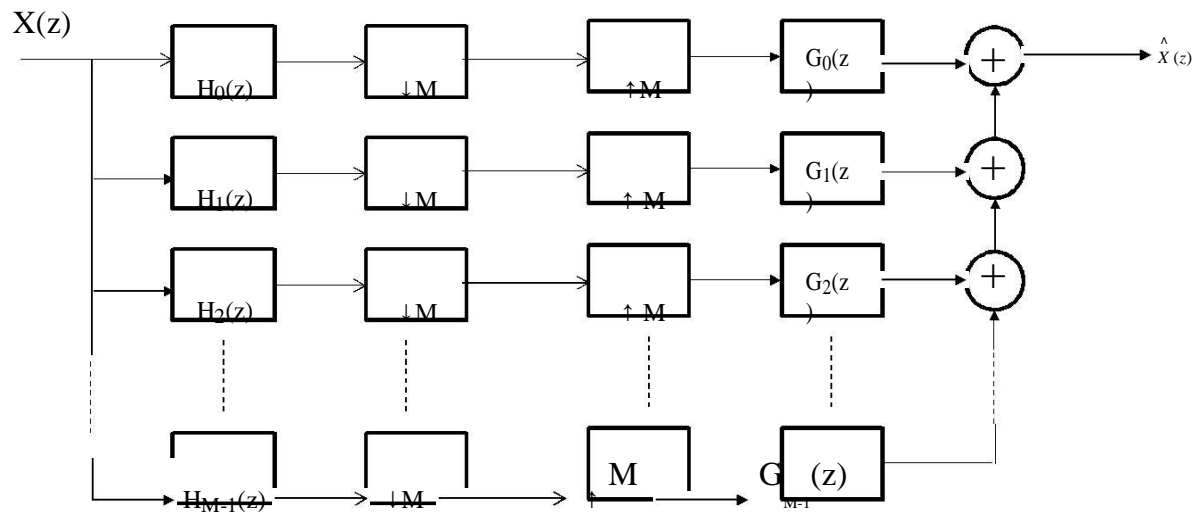 X(z)
H0(z) ↓M ↑M G0(z
)
^
X (z)
+
H1(z) ↓M ↑ M G1(z
)
+
H2(z) ↓M ↑ M G2(z
)
+
HM-1(z) ↓M ↑ M G M-1 (z)